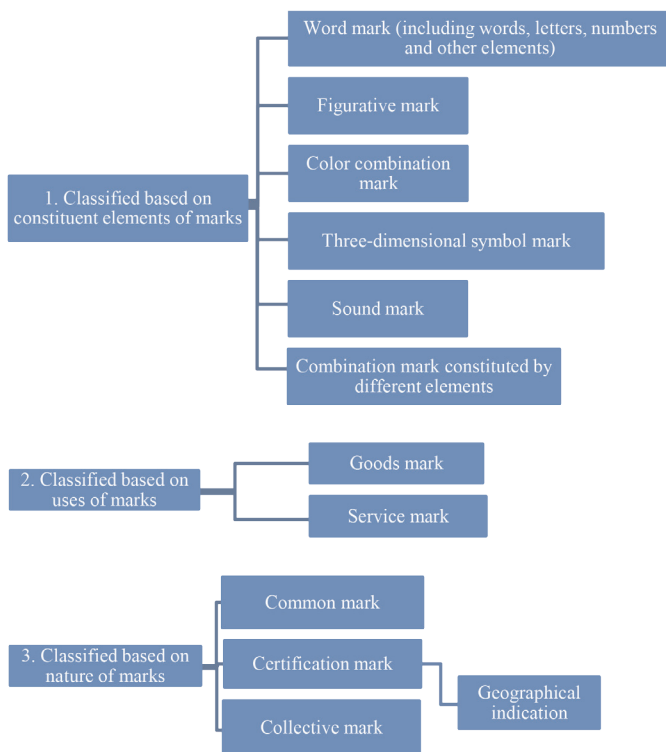 Word mark (including words, letters, numbers
and other elements)
Figurative mark
Color combination
mark
1. Classified based on
constituent elements of marks
Three-dimensional symbol mark
Sound mark
Combination mark constituted by
different elements
2. Classified based on
uses of marks
Goods mark
Service mark
3. Classified based on
nature of marks
Common mark
Certification mark
Geographical
indication
Collective mark